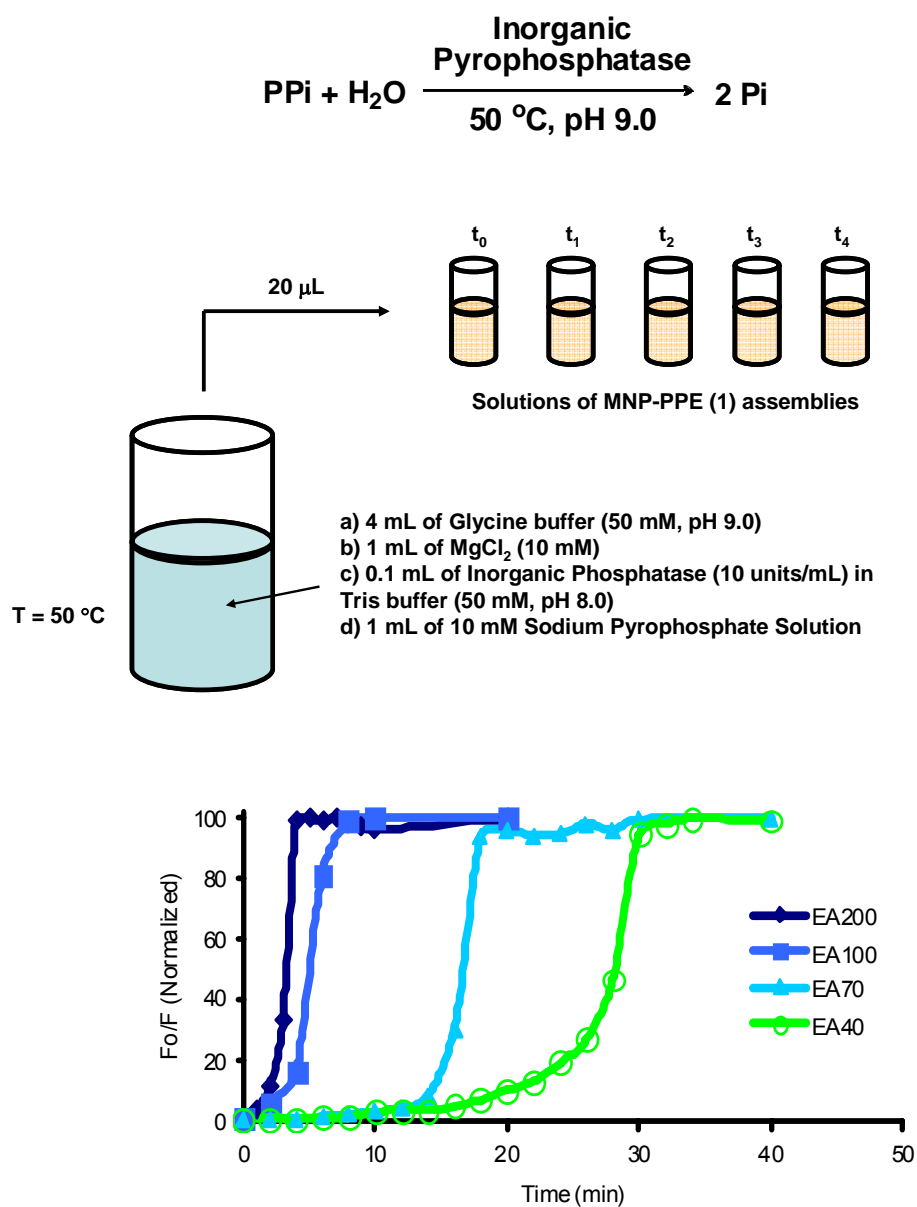 Inorganic
Pyrophosphatase
PPi + H₂O
2 Pi
50 °C, pH 9.0
t₀ t₁ t₂ t₃ t₄
20 µL
Solutions of MNP-PPE (1) assemblies
a) 4 mL of Glycine buffer (50 mM, pH 9.0)
b) 1 mL of MgCl₂ (10 mM)
c) 0.1 mL of Inorganic Phosphatase (10 units/mL) in
Tris buffer (50 mM, pH 8.0)
d) 1 mL of 10 mM Sodium Pyrophosphate Solution
T = 50 °C
Fo/F (Normalized)
100
80
60
40
20
0
EA200
EA100
EA70
EA40
0 10 20 30 40 50
Time (min)